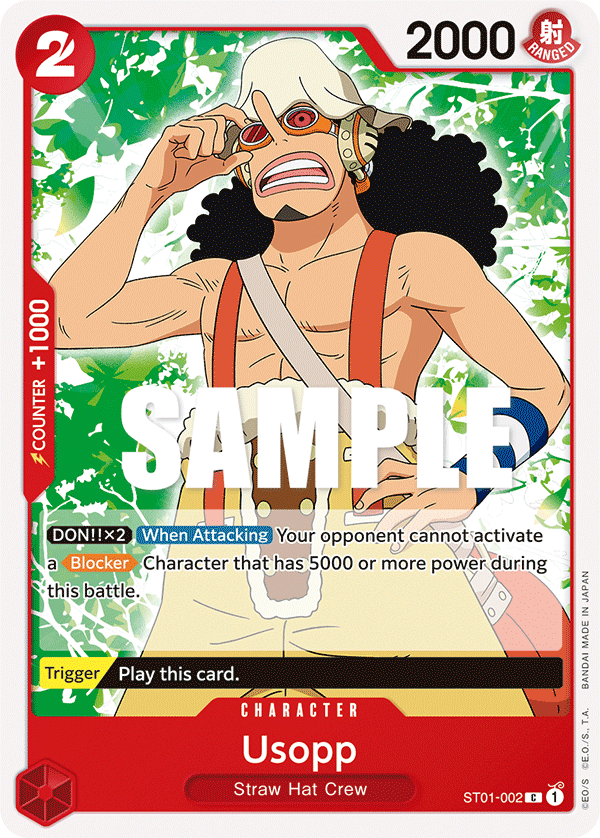 2
2000
射
RANGED
COUNTER +1000
SAMPLE
DON!!×2 When Attacking Your opponent cannot activate
a Blocker Character that has 5000 or more power during
this battle.
Trigger Play this card.
CHARACTER
Usopp
Straw Hat Crew
ST01-002 C 1
©E.O/S ©E.O./S., T.A. BANDAI MADE IN JAPAN